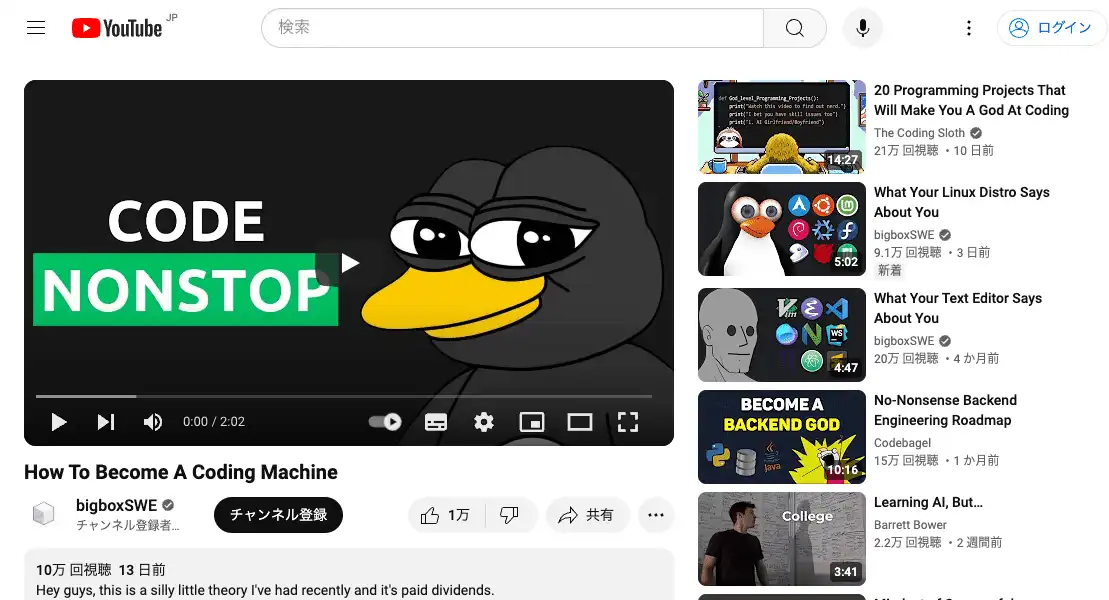 YouTube JP
検索
ログイン
CODE
NONSTOP
0:00 / 2:02
How To Become A Coding Machine
bigboxSWE
チャンネル登録者...
チャンネル登録
1万
共有
10万 回視聴 13 日前
Hey guys, this is a silly little theory I've had recently and it's paid dividends.
def God_level_Programming_Projects():
print("Watch this video to find out nerd.")
print("I bet you have skill issues too")
print("1. AI Girlfriend/Boyfriend")
14:27
20 Programming Projects That
Will Make You A God At Coding
The Coding Sloth
21万 回視聴 ・10 日前
5:02
What Your Linux Distro Says
About You
bigboxSWE
9.1万 回視聴 ・3 日前
新着
Vim
WS
4:47
What Your Text Editor Says
About You
bigboxSWE
20万 回視聴 ・4 か月前
BECOME A
BACKEND GOD
Java
10:16
No-Nonsense Backend
Engineering Roadmap
Codebagel
15万 回視聴 ・1 か月前
College
3:41
Learning AI, But...
Barrett Bower
2.2万 回視聴 ・2 週間前